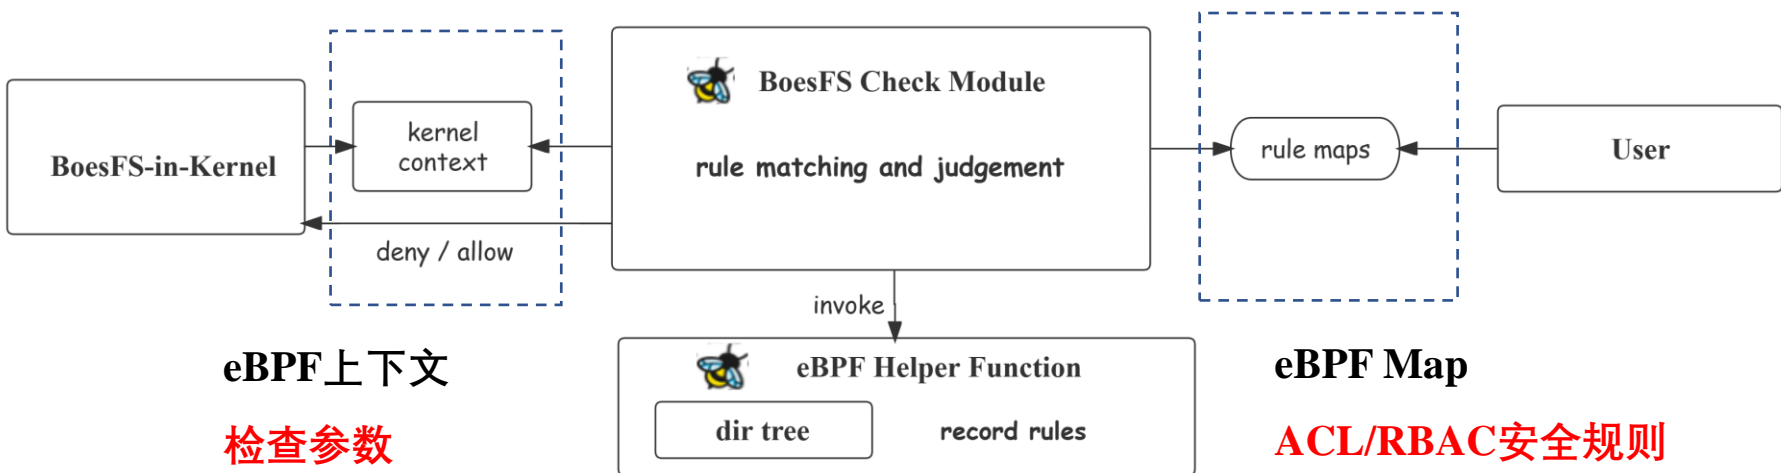 BoesFS-in-Kernel
kernel
context
deny / allow
BoesFS Check Module
rule matching and judgement
rule maps
User
invoke
eBPF Helper Function
dir tree
record rules
eBPF上下文
检查参数
eBPF Map
ACL/RBAC安全规则